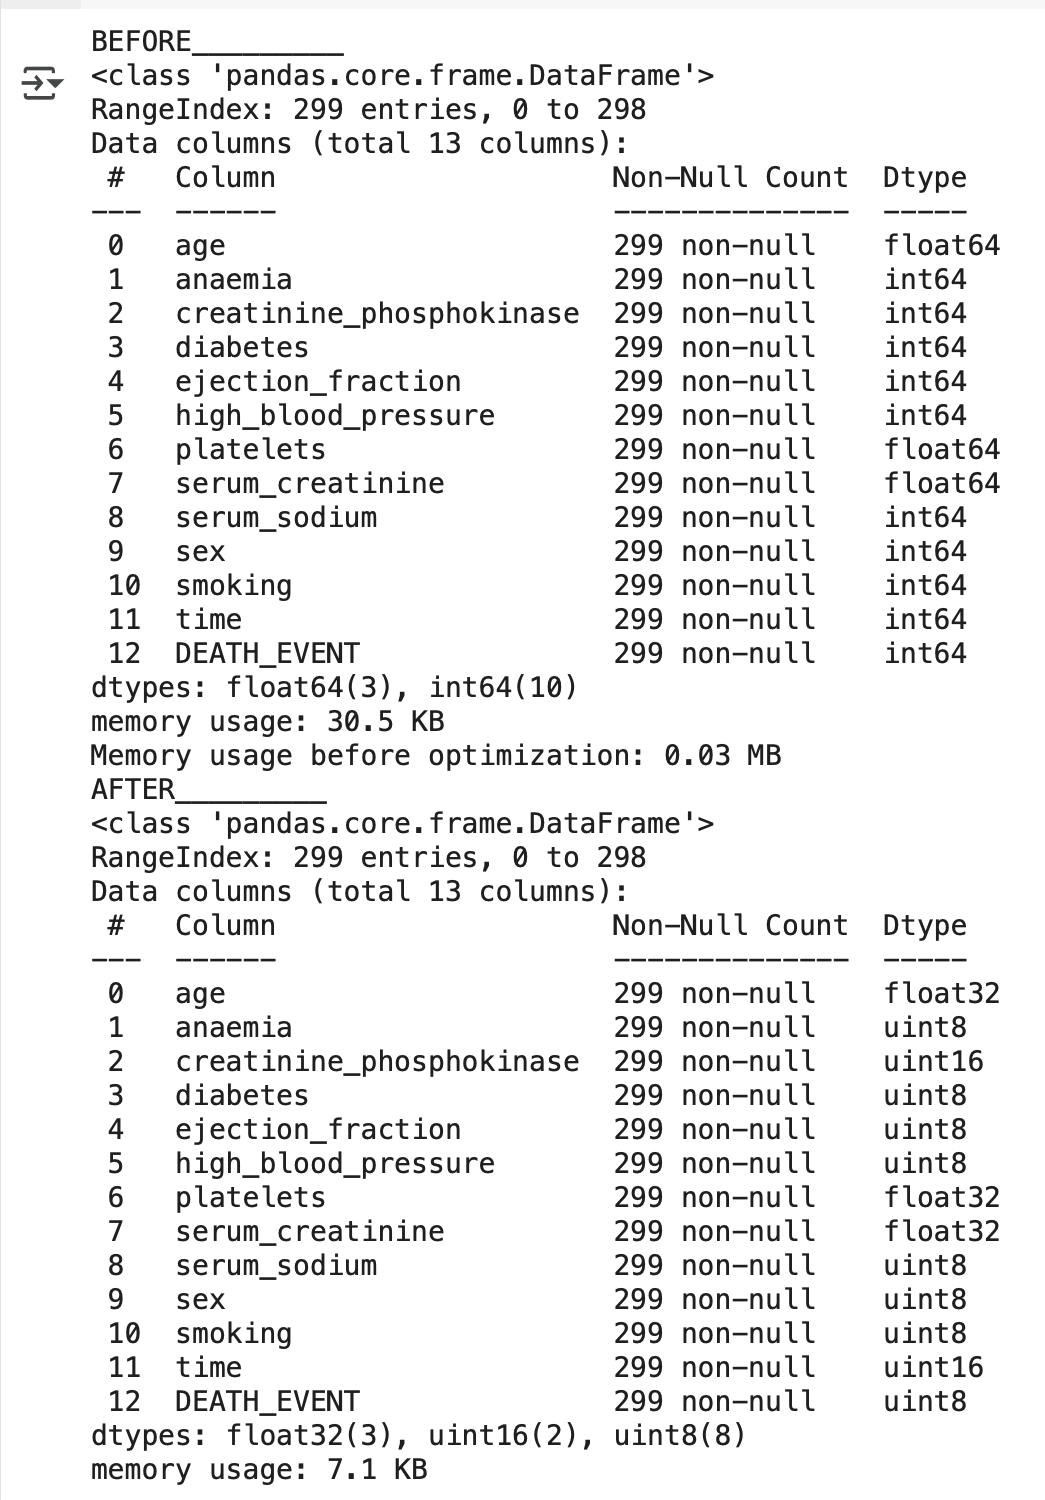 BEFORE_________
<class 'pandas.core.frame.DataFrame'>
RangeIndex: 299 entries, 0 to 298
Data columns (total 13 columns):
 #   Column                    Non-Null Count  Dtype
---  ------                    --------------  -----
 0   age                       299 non-null    float64
 1   anaemia                   299 non-null    int64
 2   creatinine_phosphokinase  299 non-null    int64
 3   diabetes                  299 non-null    int64
 4   ejection_fraction         299 non-null    int64
 5   high_blood_pressure       299 non-null    int64
 6   platelets                 299 non-null    float64
 7   serum_creatinine          299 non-null    float64
 8   serum_sodium              299 non-null    int64
 9   sex                       299 non-null    int64
 10  smoking                   299 non-null    int64
 11  time                      299 non-null    int64
 12  DEATH_EVENT               299 non-null    int64
dtypes: float64(3), int64(10)
memory usage: 30.5 KB
Memory usage before optimization: 0.03 MB
AFTER_________
<class 'pandas.core.frame.DataFrame'>
RangeIndex: 299 entries, 0 to 298
Data columns (total 13 columns):
 #   Column                    Non-Null Count  Dtype
---  ------                    --------------  -----
 0   age                       299 non-null    float32
 1   anaemia                   299 non-null    uint8
 2   creatinine_phosphokinase  299 non-null    uint16
 3   diabetes                  299 non-null    uint8
 4   ejection_fraction         299 non-null    uint8
 5   high_blood_pressure       299 non-null    uint8
 6   platelets                 299 non-null    float32
 7   serum_creatinine          299 non-null    float32
 8   serum_sodium              299 non-null    uint8
 9   sex                       299 non-null    uint8
 10  smoking                   299 non-null    uint8
 11  time                      299 non-null    uint16
 12  DEATH_EVENT               299 non-null    uint8
dtypes: float32(3), uint16(2), uint8(8)
memory usage: 7.1 KB